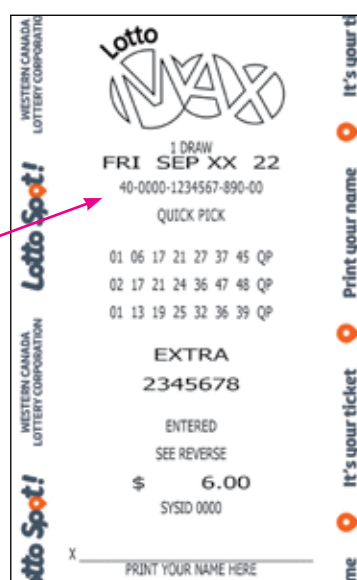 Lotto
MAX
1 DRAW
FRI SEP XX 22
40-0000-1234567-890-00
QUICK PICK
01 06 17 21 27 37 45 QP
02 17 21 24 36 47 48 QP
01 13 19 25 32 36 39 QP
EXTRA
2345678
ENTERED
SEE REVERSE
$ 6.00
SYSID 0000
X
PRINT YOUR NAME HERE
WESTERN CANADA
LOTTERY CORPORATION
Lotto Spot!
WESTERN CANADA
LOTTERY CORPORATION
Lotto Spot!
It's your ti
Print your name
It's your ticket
me